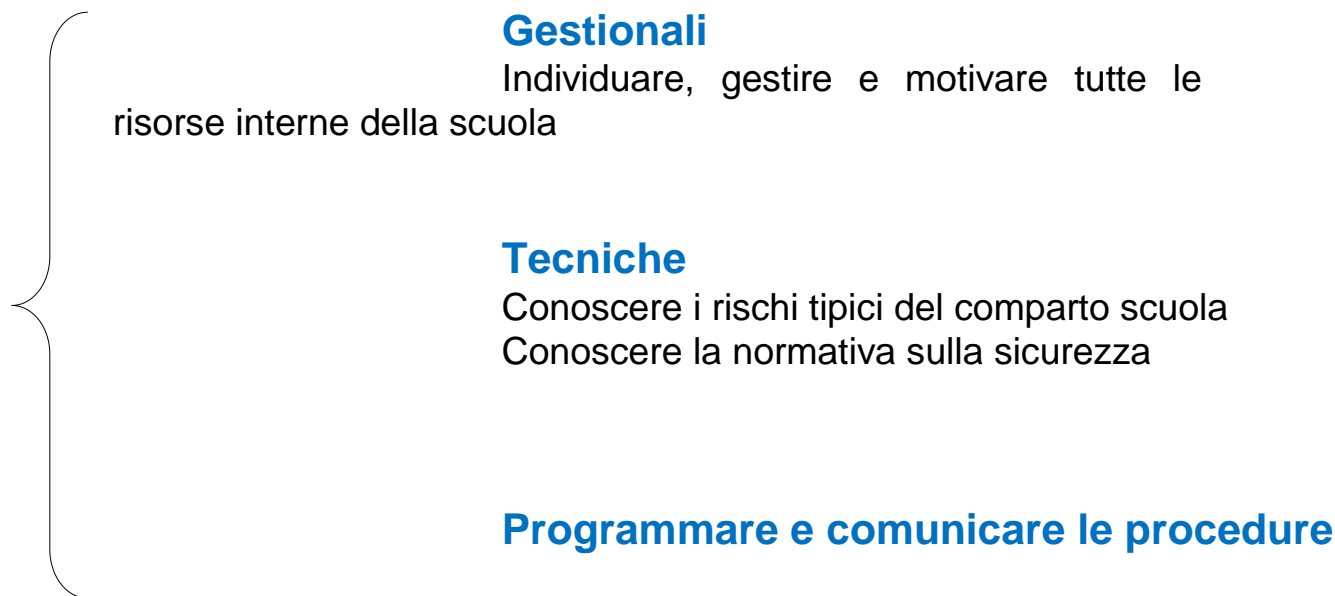 Gestionali
Individuare, gestire e motivare tutte le
risorse interne della scuola
Tecniche
Conoscere i rischi tipici del comparto scuola
Conoscere la normativa sulla sicurezza
Programmare e comunicare le procedure